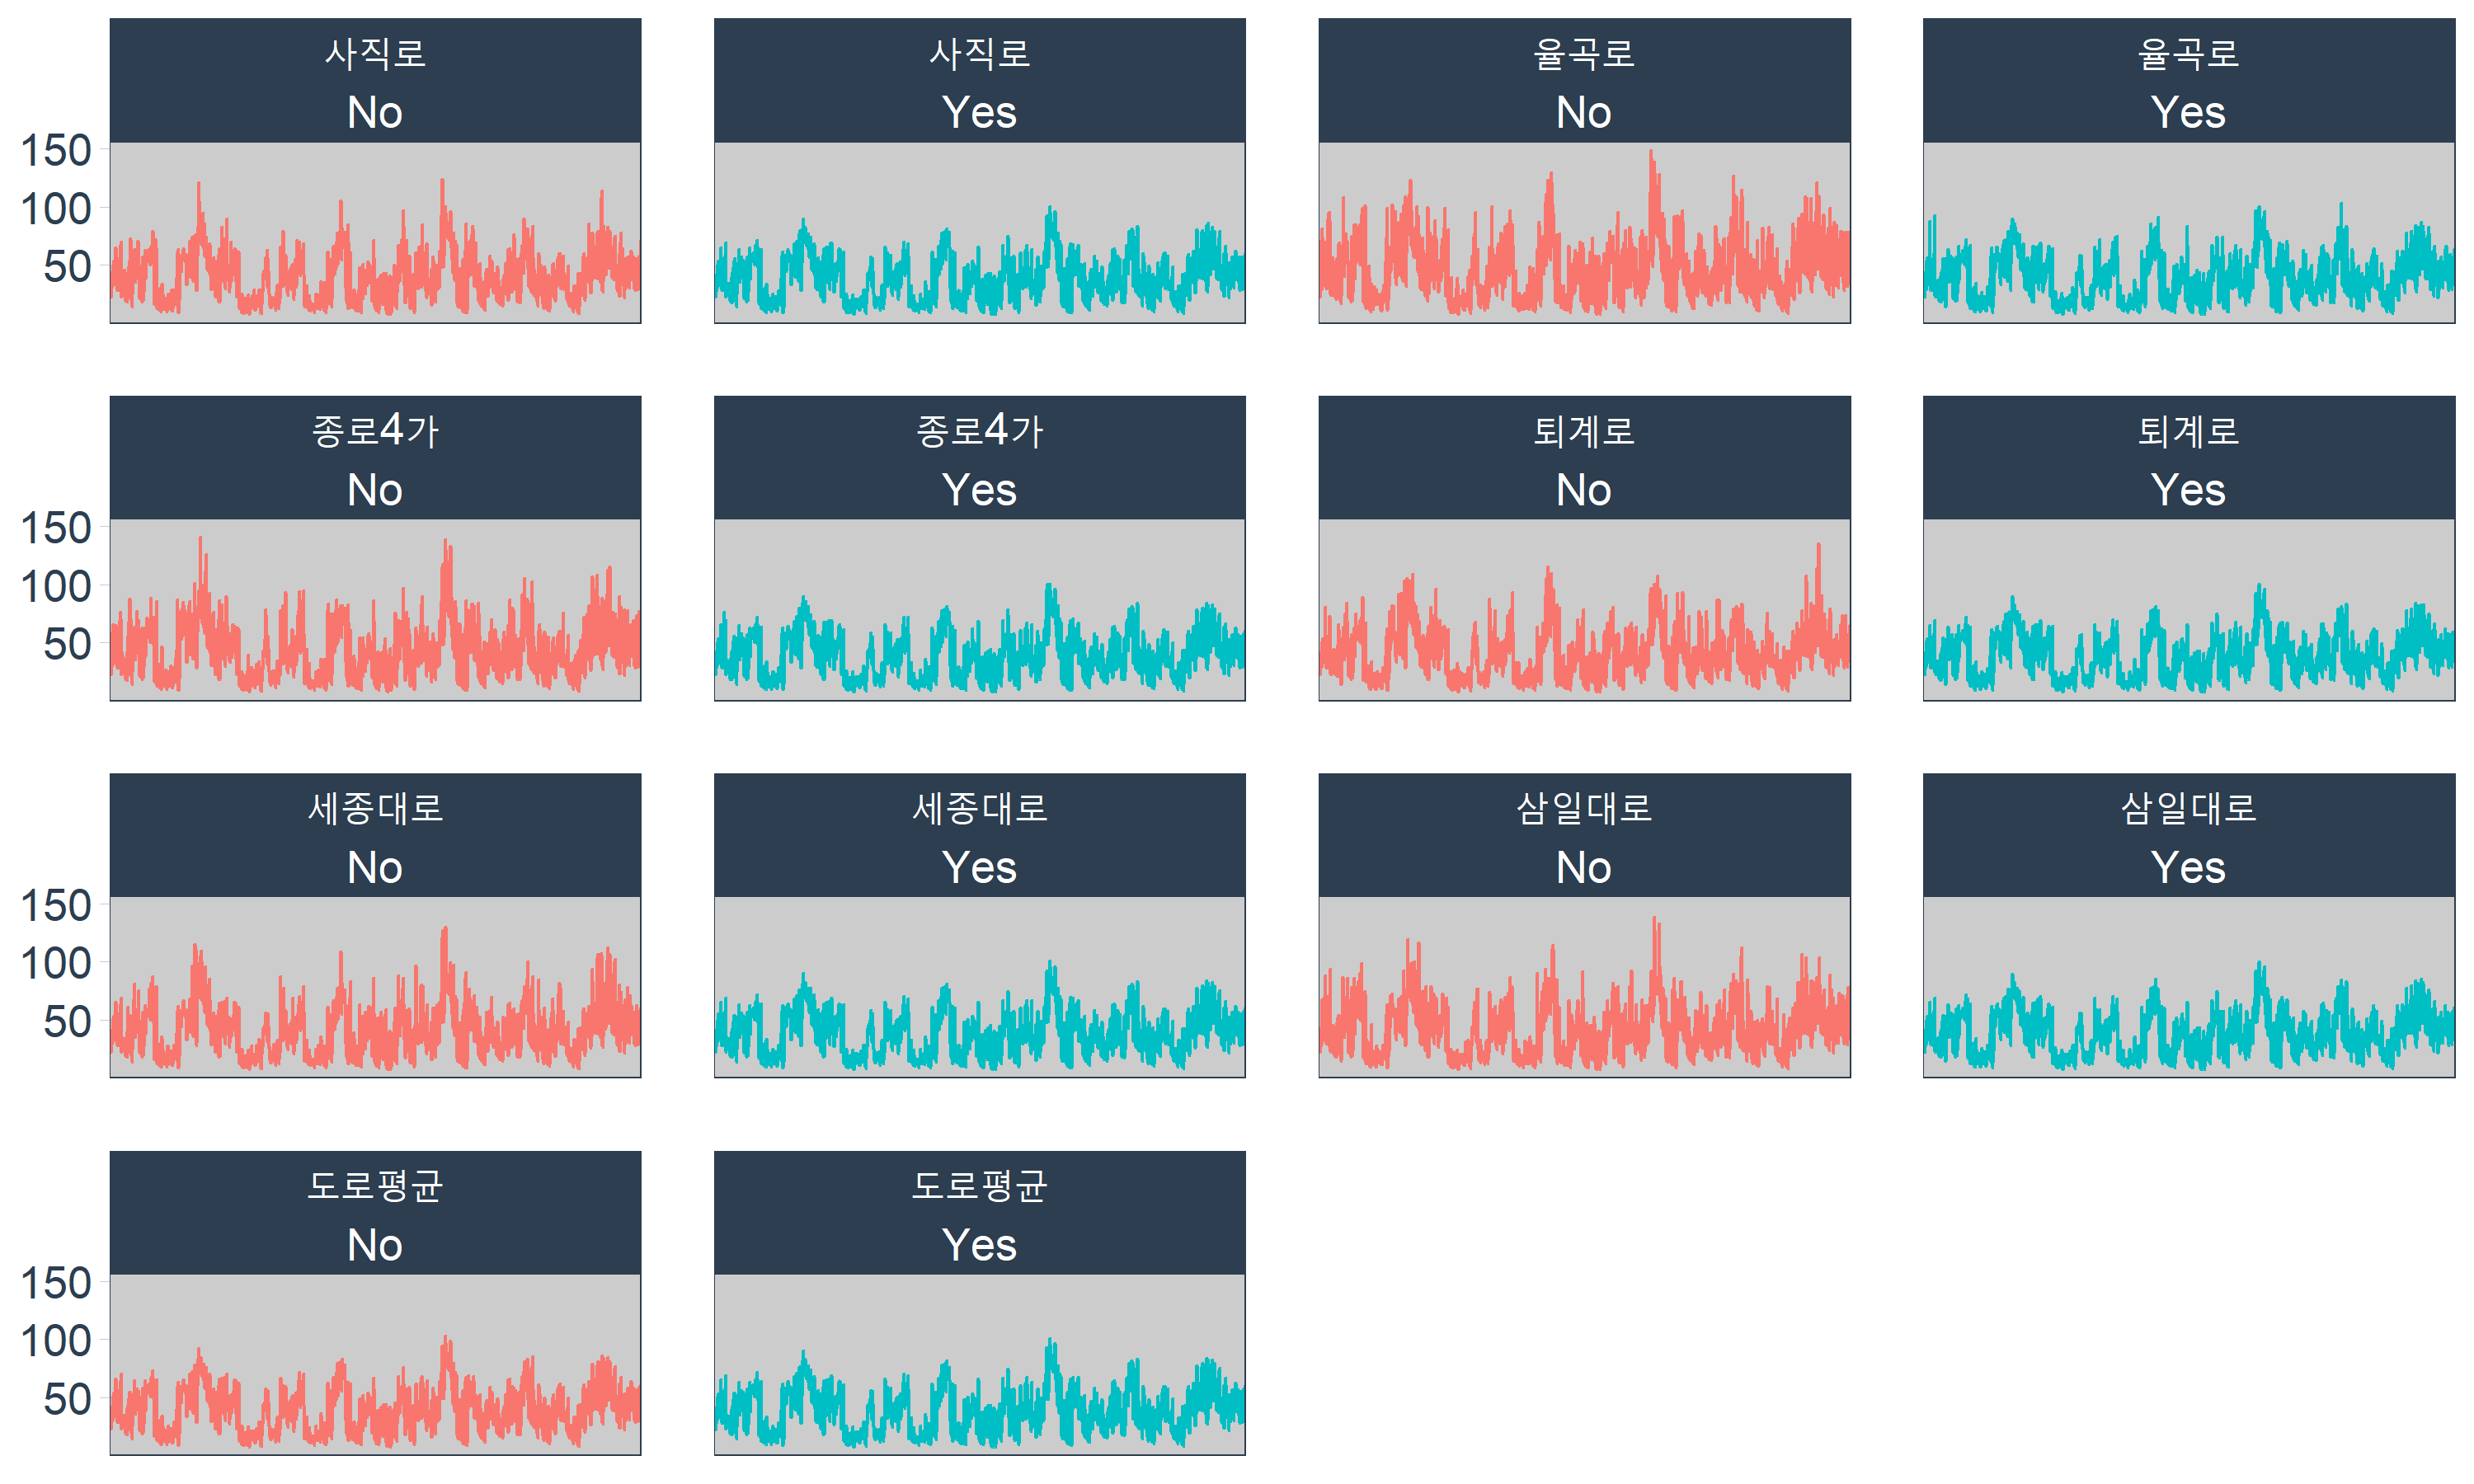 사직로
No
사직로
Yes
율곡로
No
율곡로
Yes
150
100
50
종로4가
No
종로4가
Yes
퇴계로
No
퇴계로
Yes
150
100
50
세종대로
No
세종대로
Yes
삼일대로
No
삼일대로
Yes
150
100
50
도로평균
No
도로평균
Yes
150
100
50